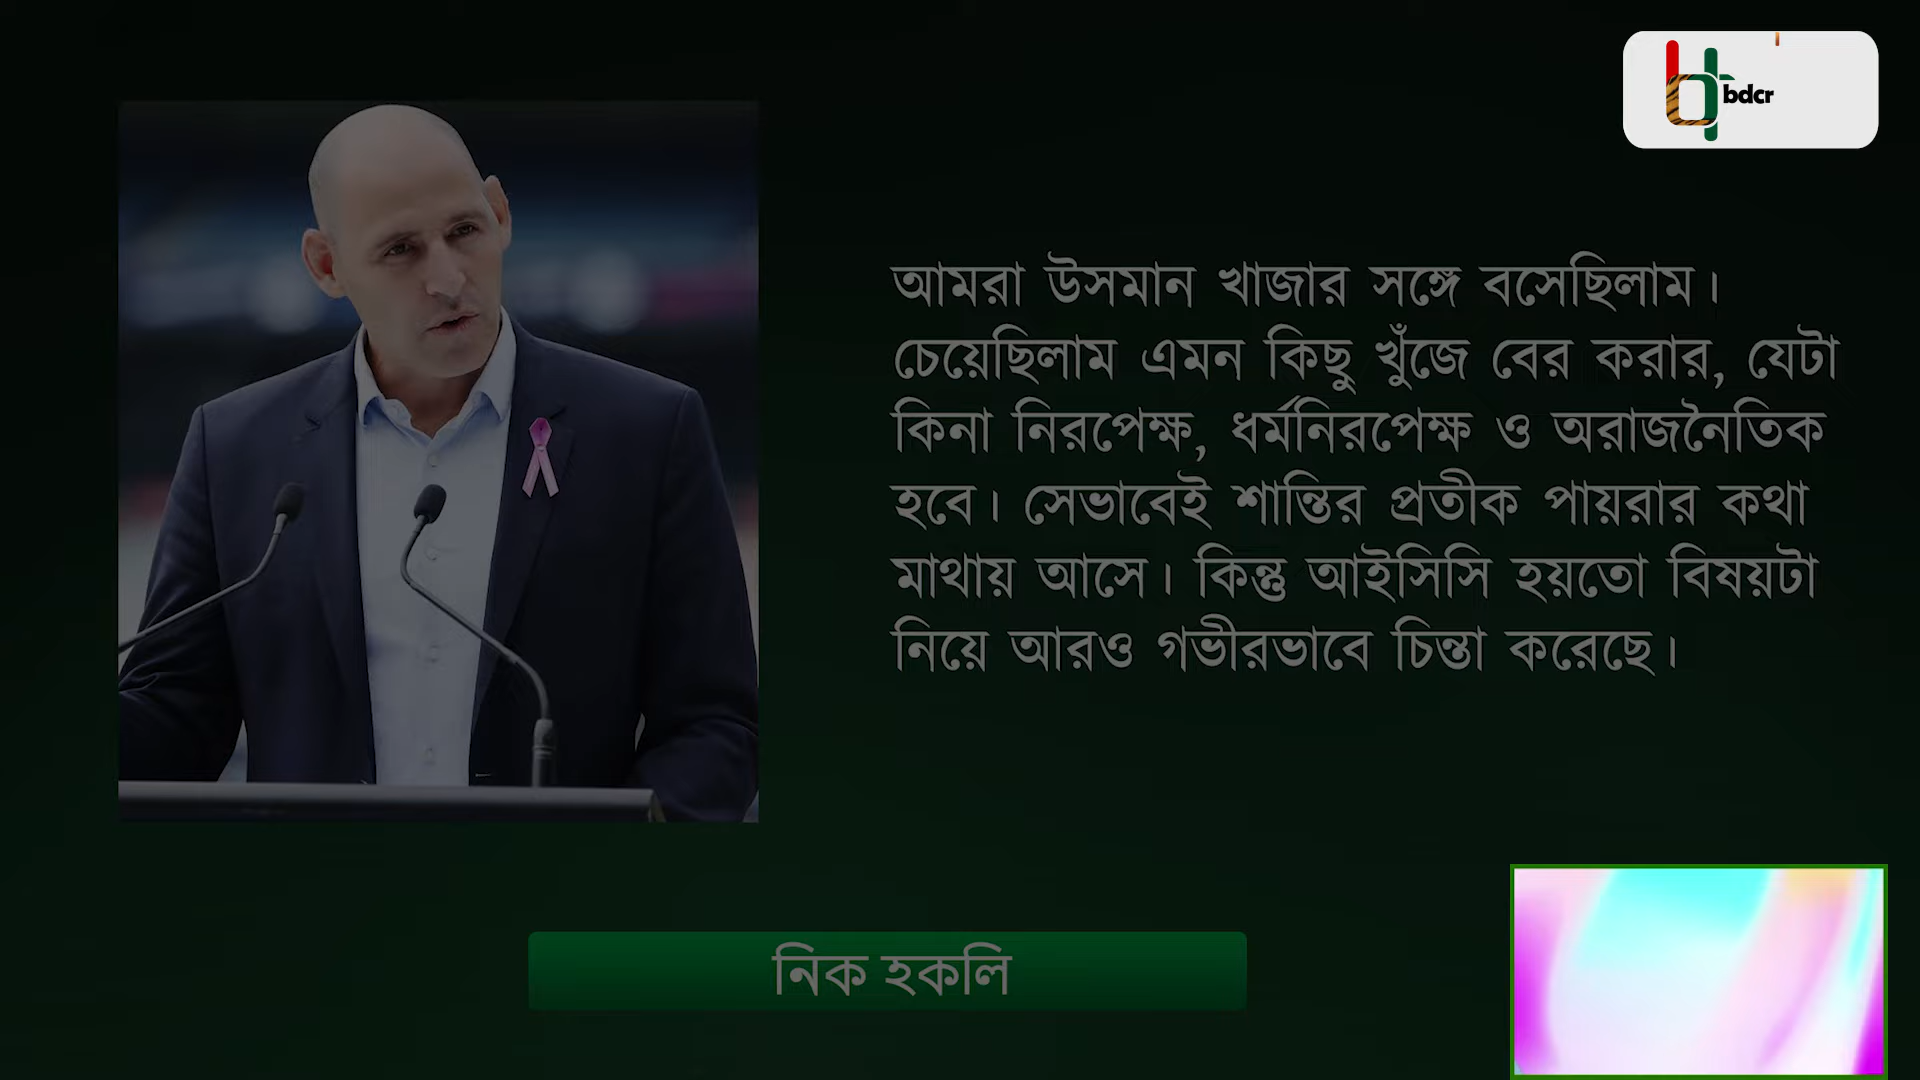 bdcr
আমরা উসমান খাজার সঙ্গে বসেছিলাম।
চেয়েছিলাম এমন কিছু খুঁজে বের করার, যেটা
কিনা নিরপেক্ষ, ধর্মনিরপেক্ষ ও অরাজনৈতিক
হবে। সেভাবেই শান্তির প্রতীক পায়রার কথা
মাথায় আসে। কিন্তু আইসিসি হয়তো বিষয়টা
নিয়ে আরও গভীরভাবে চিন্তা করেছে।
নিক হকলি